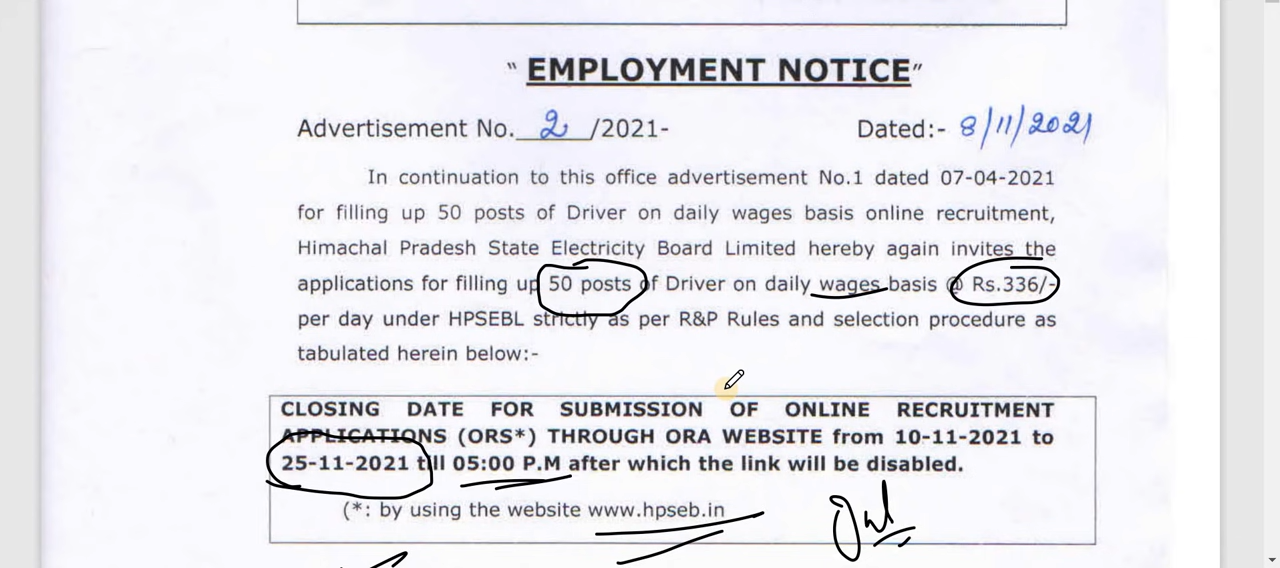 " EMPLOYMENT NOTICE"
Advertisement No. 2 /2021- Dated:- 8/11/2021
In continuation to this office advertisement No.1 dated 07-04-2021
for filling up 50 posts of Driver on daily wages basis online recruitment,
Himachal Pradesh State Electricity Board Limited hereby again invites the
applications for filling up 50 posts of Driver on daily wages basis @ Rs.336/-
per day under HPSEBL strictly as per R&P Rules and selection procedure as
tabulated herein below:-
CLOSING DATE FOR SUBMISSION OF ONLINE RECRUITMENT
APPLICATIONS (ORS*) THROUGH ORA WEBSITE from 10-11-2021 to
25-11-2021 till 05:00 P.M after which the link will be disabled.
(*: by using the website www.hpseb.in